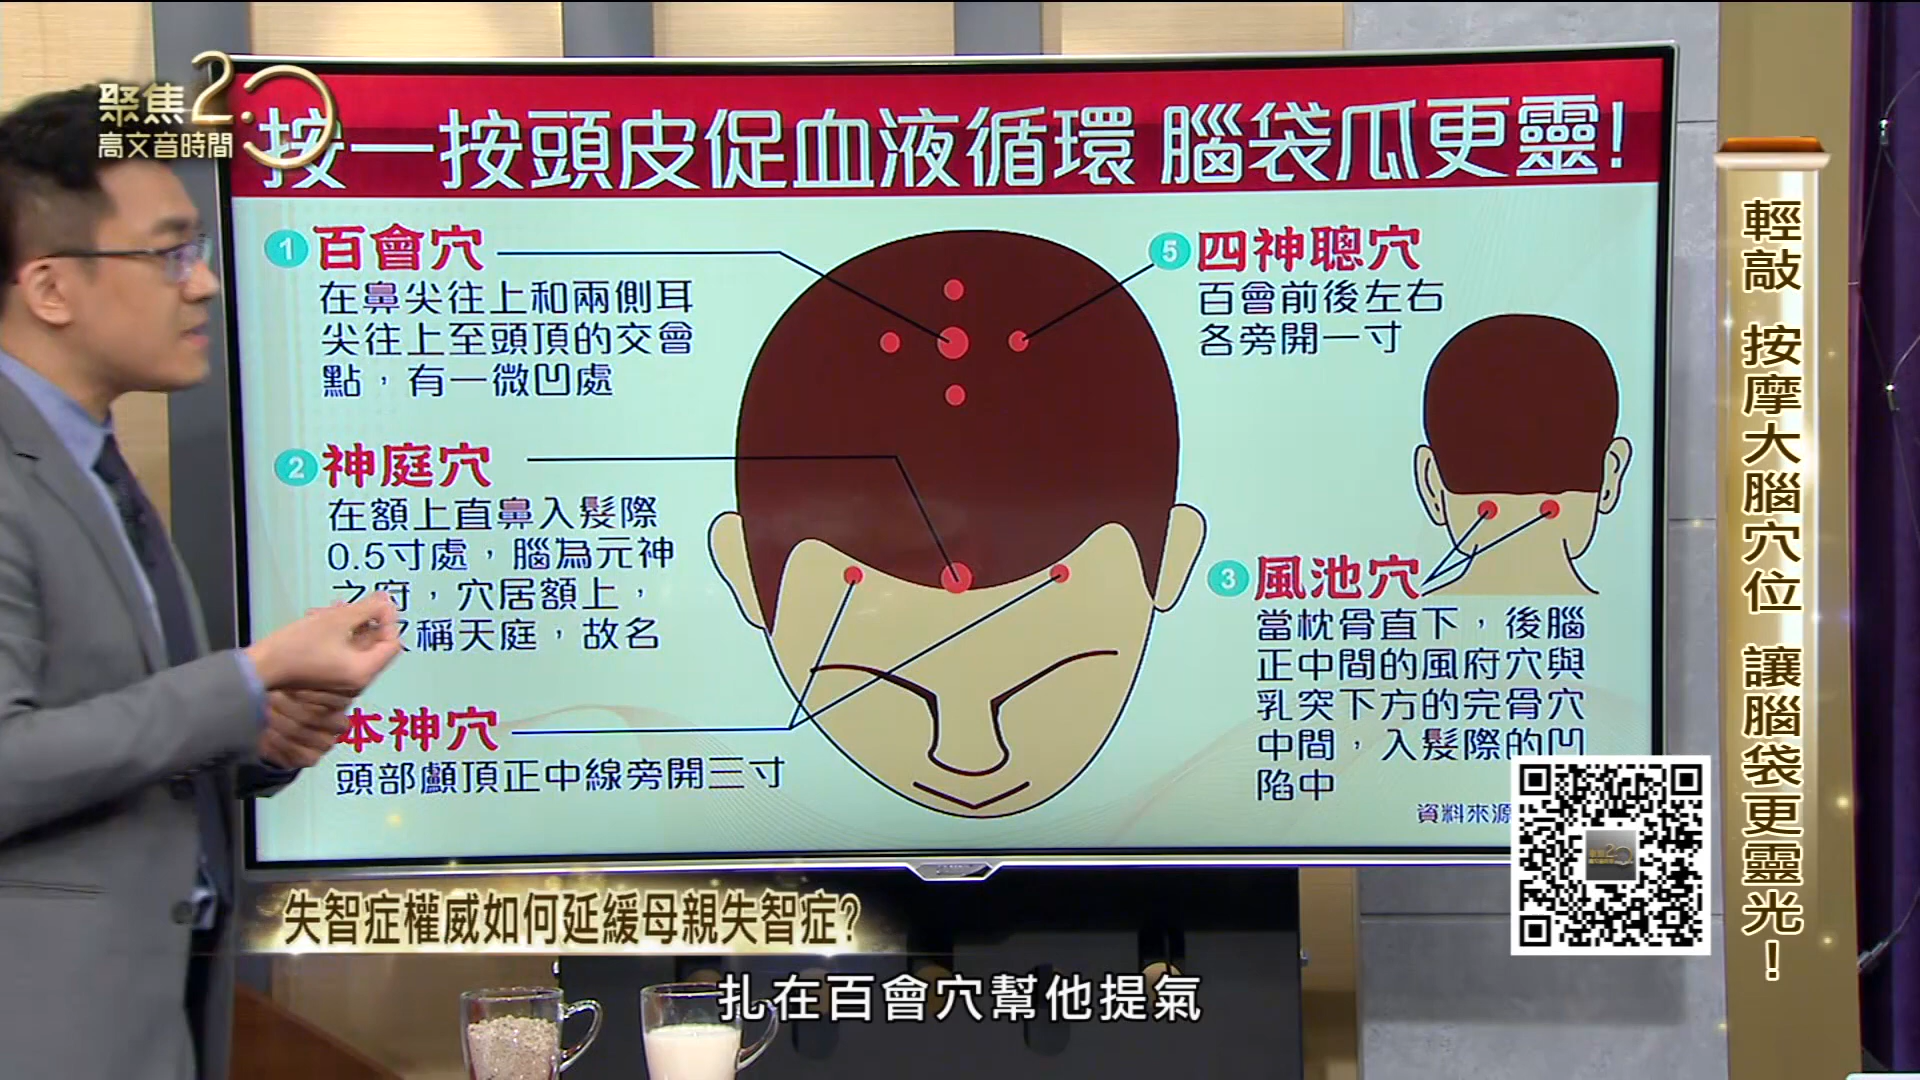 聚焦2.0
高文音時間
按一按頭皮促血液循環 腦袋瓜更靈!
1 百會穴
在鼻尖往上和兩側耳
尖往上至頭頂的交會
點，有一微凹處
2 神庭穴
在額上直鼻入髮際
0.5寸處，腦為元神
之府，穴居額上，
稱天庭，故名
本神穴
頭部顱頂正中線旁開三寸
5 四神聰穴
百會前後左右
各旁開一寸
3 風池穴
當枕骨直下，後腦
正中間的風府穴與
乳突下方的完骨穴
中間，入髮際的凹
陷中
資料來源
輕敲 按摩大腦穴位 讓腦袋更靈光!
失智症權威如何延緩母親失智症?
扎在百會穴幫他提氣